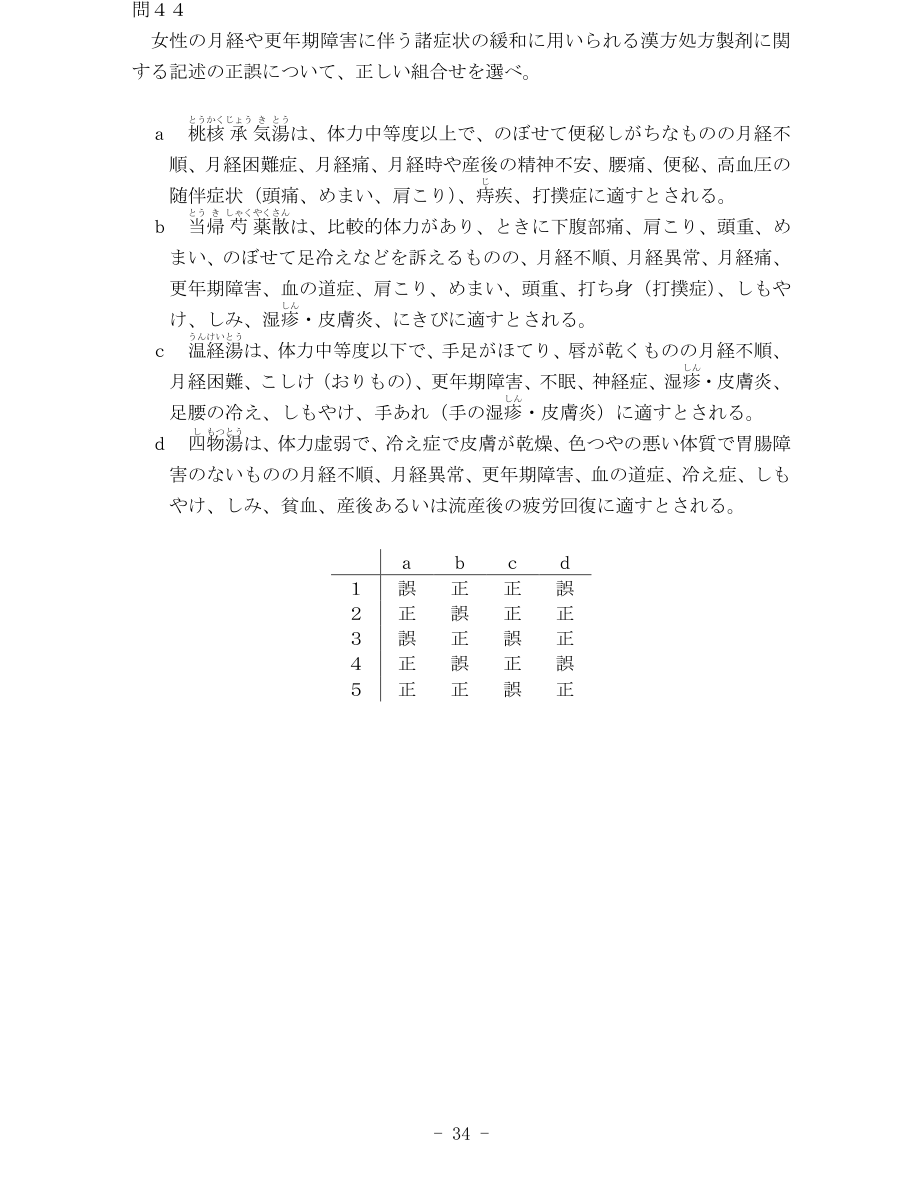 問４４
女性の月経や更年期障害に伴う諸症状の緩和に用いられる漢方処方製剤に関
する記述の正誤について、正しい組合せを選べ。
とうかくじょう き とう
a　桃核承気湯は、体力中等度以上で、のぼせて便秘しがちなものの月経不
順、月経困難症、月経痛、月経時や産後の精神不安、腰痛、便秘、高血圧の
じ
随伴症状（頭痛、めまい、肩こり）、痔疾、打撲症に適すとされる。
とう き しゃくやくさん
b　当帰芍薬散は、比較的体力があり、ときに下腹部痛、肩こり、頭重、め
まい、のぼせて足冷えなどを訴えるものの、月経不順、月経異常、月経痛、
更年期障害、血の道症、肩こり、めまい、頭重、打ち身（打撲症）、しもや
しん
け、しみ、湿疹・皮膚炎、にきびに適すとされる。
うんけいとう
c　温経湯は、体力中等度以下で、手足がほてり、唇が乾くものの月経不順、
しん
月経困難、こしけ（おりもの）、更年期障害、不眠、神経症、湿疹・皮膚炎、
しん
足腰の冷え、しもやけ、手あれ（手の湿疹・皮膚炎）に適すとされる。
し もつとう
d　四物湯は、体力虚弱で、冷え症で皮膚が乾燥、色つやの悪い体質で胃腸障
害のないものの月経不順、月経異常、更年期障害、血の道症、冷え症、しも
やけ、しみ、貧血、産後あるいは流産後の疲労回復に適すとされる。
a b c d
1 誤 正 正 誤
2 正 誤 正 正
3 誤 正 誤 正
4 正 誤 正 誤
5 正 正 誤 正
- 34 -